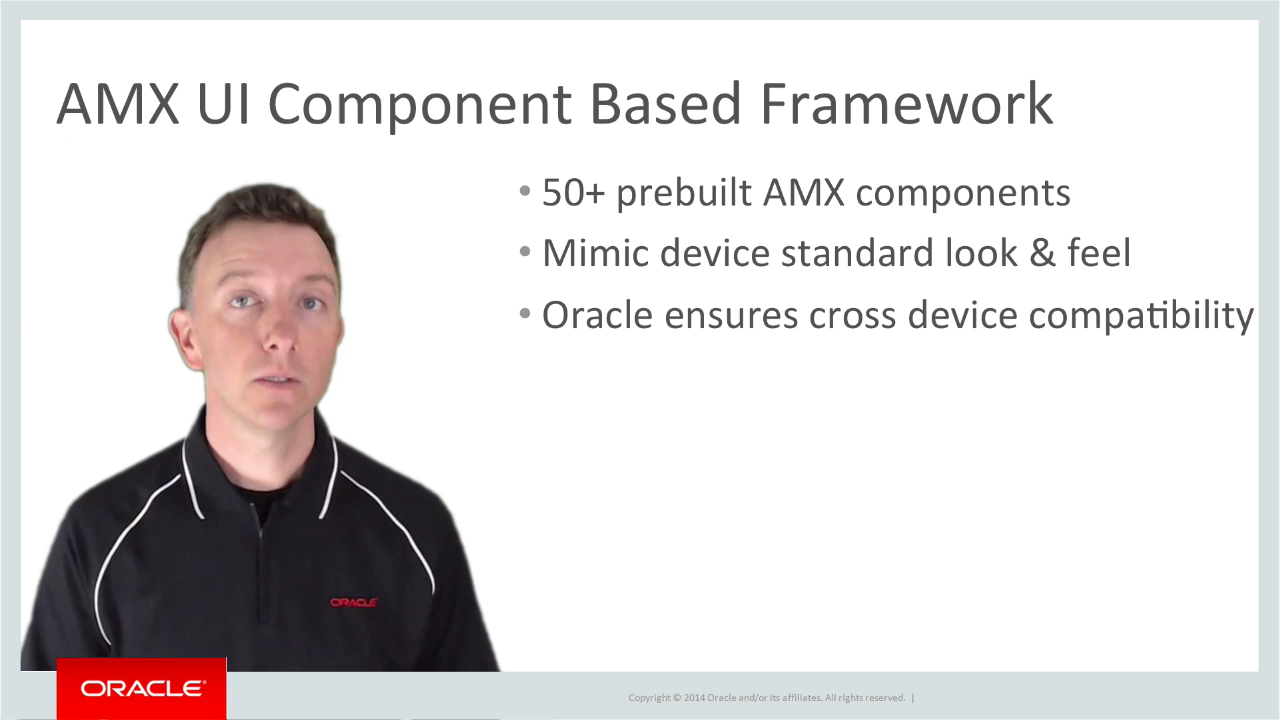 AMX UI Component Based Framework
• 50+ prebuilt AMX components
• Mimic device standard look & feel
• Oracle ensures cross device compatibility
ORACLE
ORACLE®
Copyright © 2014 Oracle and/or its affiliates. All rights reserved. |